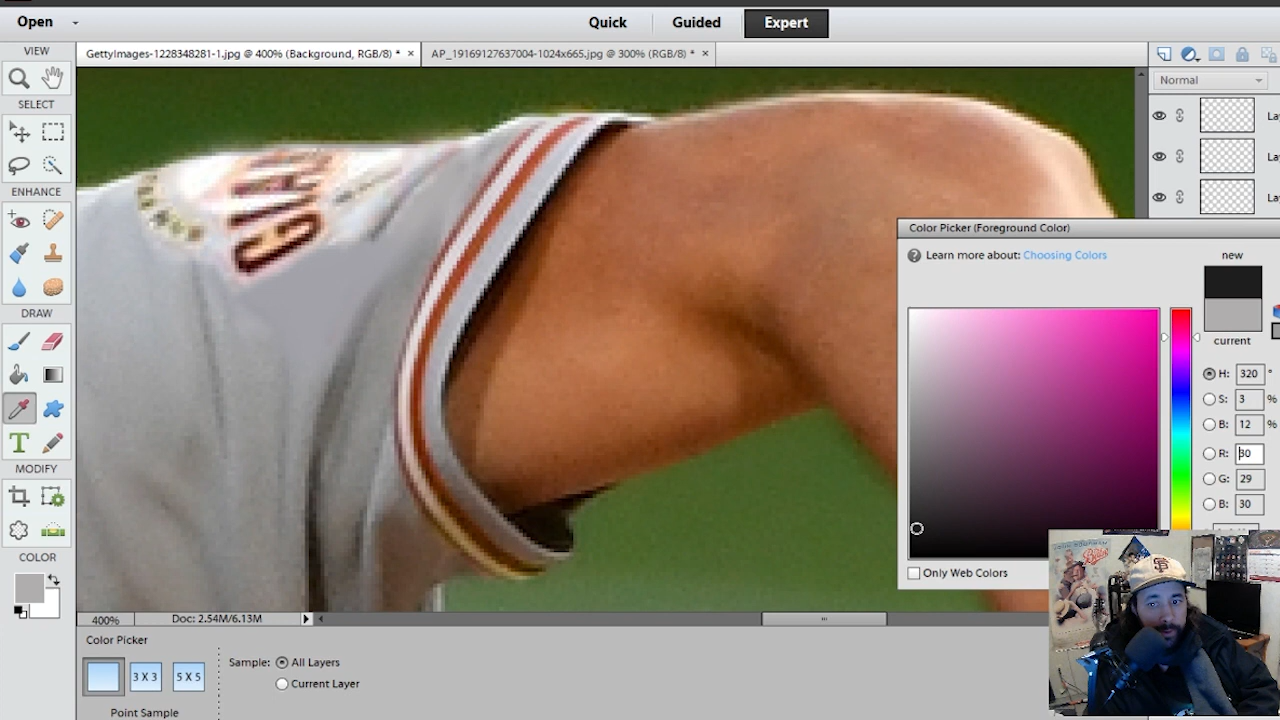 Open
Quick
Guided
Expert
VIEW
GettyImages-1228348281-1.jpg @ 400% (Background, RGB/8) * ×
AP_19169127637004-1024x665.jpg @ 300% (RGB/8) * ×
Normal
SELECT
ENHANCE
DRAW
T
MODIFY
COLOR
Color Picker (Foreground Color)
Learn more about: Choosing Colors
new
current
H: 320 °
S: 3 %
B: 12 %
R: 30
G: 29
B: 30
Only Web Colors
400%
Doc: 2.54M/6.13M
Color Picker
3 X 3
5 X 5
Point Sample
Sample:
All Layers
Current Layer
SF